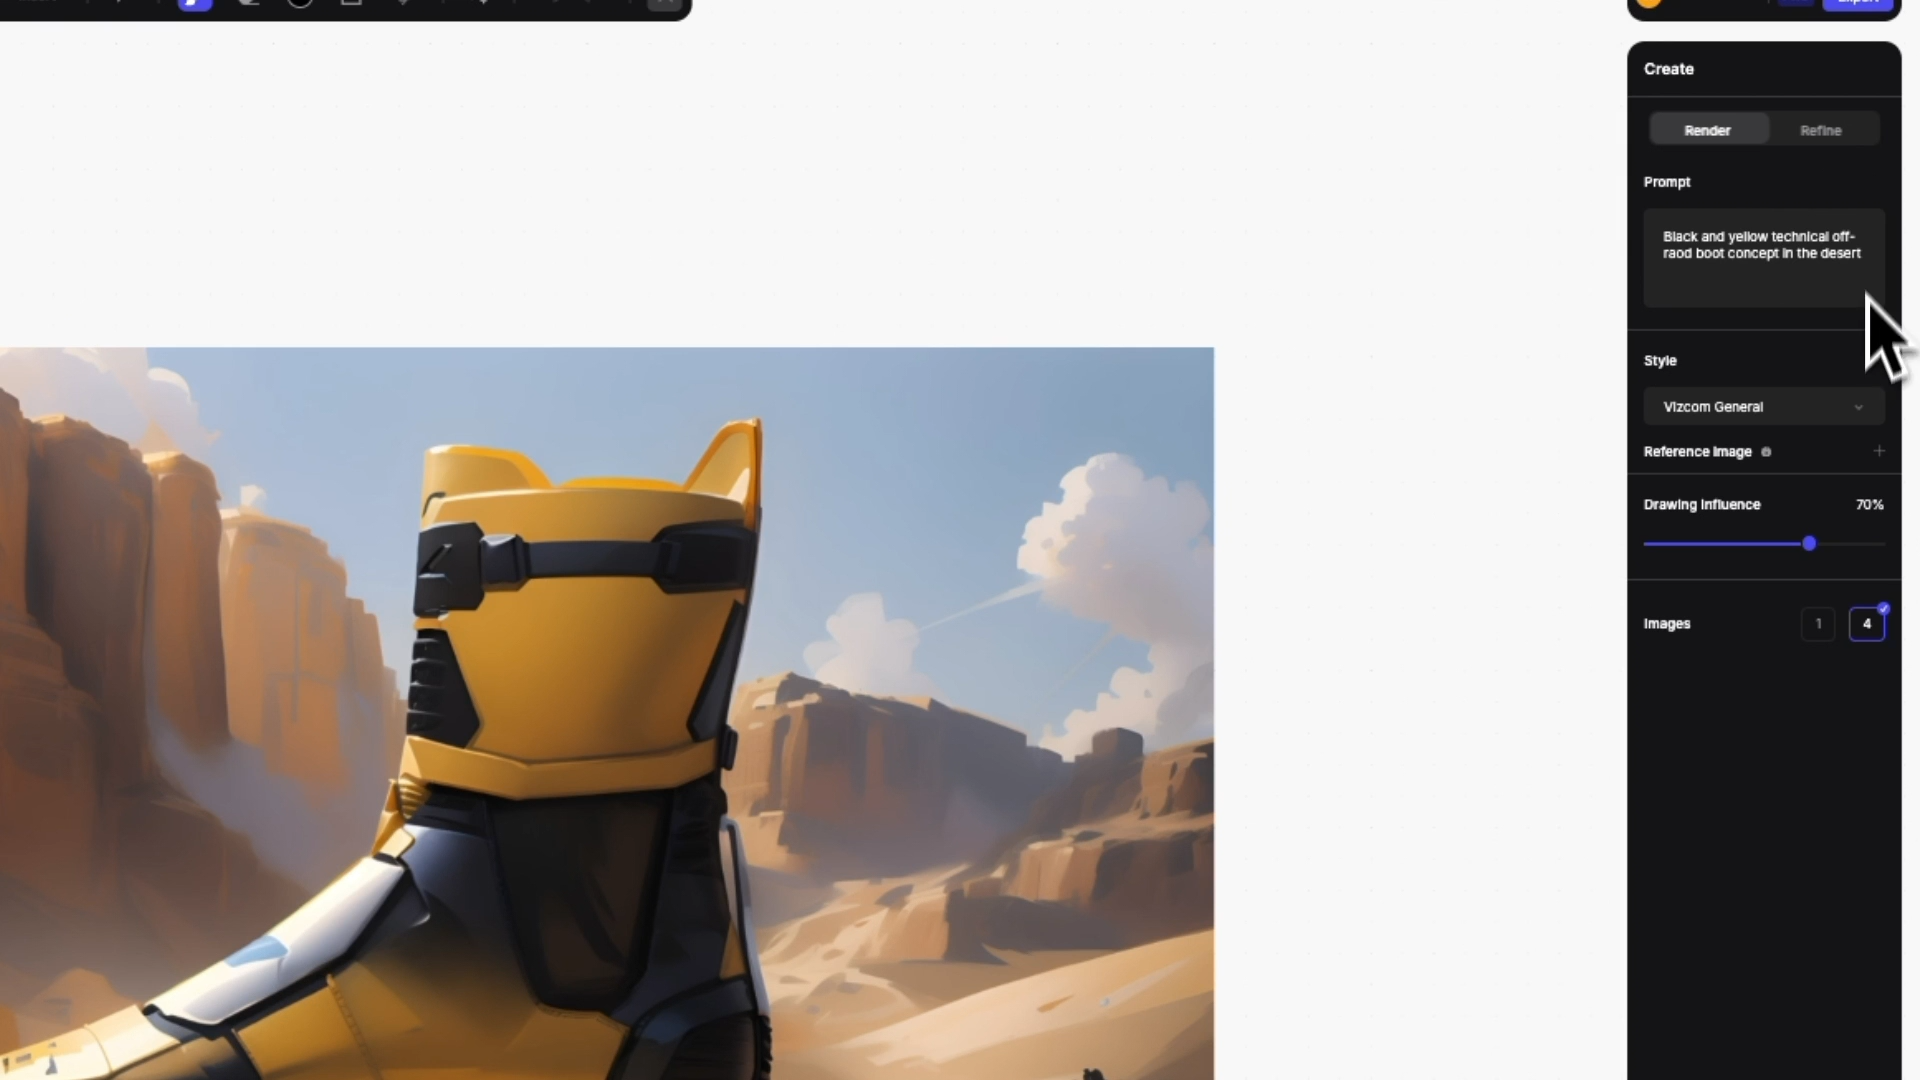 Export
Create
Render Refine
Prompt
Black and yellow technical off-
raod boot concept in the desert
Style
Vizcom General
Reference Image
Drawing Influence 70%
Images 1 4